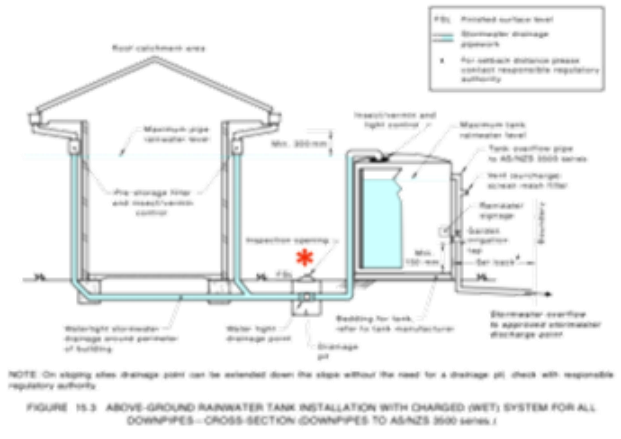 FSL Finished surface level
Stormwater drainage
pipework
* For setback distance please
contact responsible regulatory
authority
Roof catchment area
Insect/vermin and
light control
Maximum tank
rainwater level
Maximum pipe
rainwater level
Min. 300 mm
Tank overflow pipe
to AS/NZS 3500 series
Vent (surcharge)
screen mesh filter
Pre-storage filter
and insect/vermin
control
Rainwater
signage
Boundary
Garden
irrigation
tap
Inspection opening
*
Min.
150 mm
Set back *
FSL
Watertight stormwater
drainage around perimeter
of building
Water tight
drainage point
Bedding for tank,
refer to tank manufacturer
Stormwater overflow
to approved stormwater
discharge point
Drainage
pit
NOTE: On sloping sites drainage point can be extended down the slope without the need for a drainage pit, check with responsible
regulatory authority
FIGURE 15.3 ABOVE-GROUND RAINWATER TANK INSTALLATION WITH CHARGED (WET) SYSTEM FOR ALL
DOWNPIPES – CROSS-SECTION (DOWNPIPES TO AS/NZS 3500 series.)